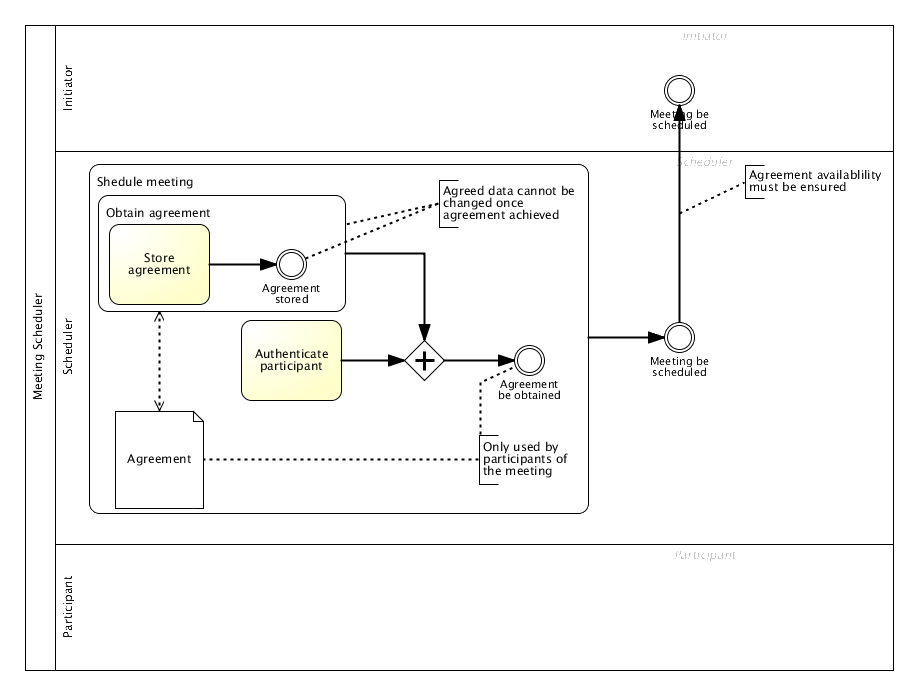 Meeting Scheduler
Initiator
Initiator
Meeting be
scheduled
Scheduler
Scheduler
Shedule meeting
Obtain agreement
Store
agreement
Agreement
stored
Agreed data cannot be
changed once
agreement achieved
Agreement availablility
must be ensured
Authenticate
participant
Agreement
be obtained
Meeting be
scheduled
Agreement
Only used by
participants of
the meeting
Participant
Participant